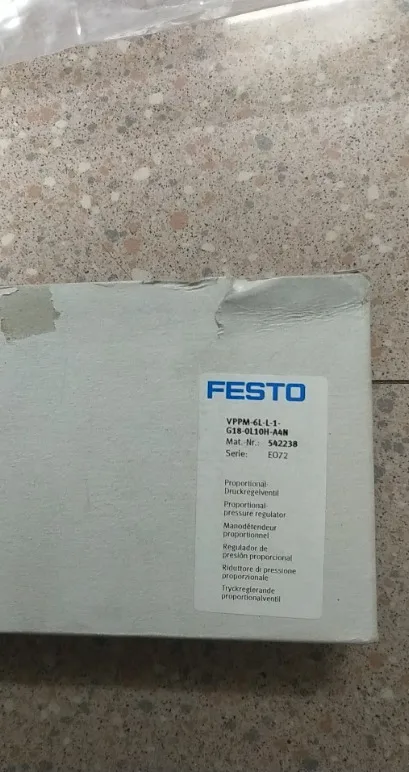 FESTO
VPPM-6L-L-1-
G18-0L10H-A4N
Mat.-Nr.: 542238
Serie: EO72
Proportional-
Druckregelventil
Proportional-
pressure regulator
Manodétendeur
proportionnel
Regulador de
presión proporcional
Riduttore di pressione
proporzionale
Tryckreglerande
proportionalventil